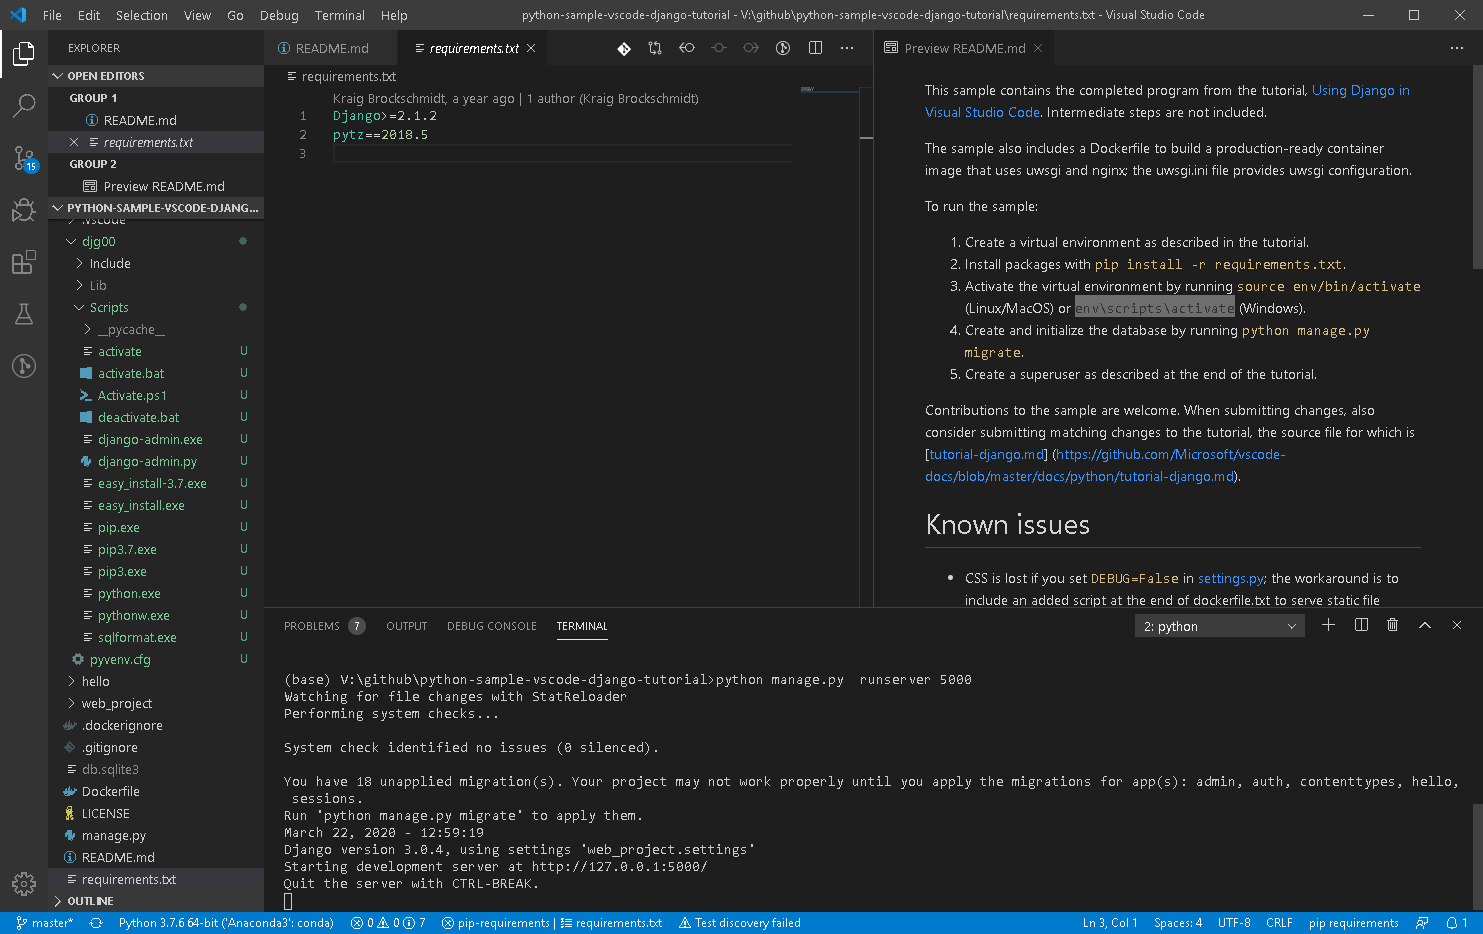 File Edit Selection View Go Debug Terminal Help
python-sample-vscode-django-tutorial - V:\github\python-sample-vscode-django-tutorial\requirements.txt - Visual Studio Code
EXPLORER
OPEN EDITORS
GROUP 1
README.md
requirements.txt
GROUP 2
Preview README.md
PYTHON-SAMPLE-VSCODE-DJANG...
.vscode
djg00
Include
Lib
Scripts
__pycache__
activate U
activate.bat U
Activate.ps1 U
deactivate.bat U
django-admin.exe U
django-admin.py U
easy_install-3.7.exe U
easy_install.exe U
pip.exe U
pip3.7.exe U
pip3.exe U
python.exe U
pythonw.exe U
sqlformat.exe U
pyvenv.cfg U
hello
web_project
.dockerignore
.gitignore
db.sqlite3
Dockerfile
LICENSE
manage.py
README.md
requirements.txt
OUTLINE
15
README.md requirements.txt
requirements.txt
Kraig Brockschmidt, a year ago | 1 author (Kraig Brockschmidt)
1 Django>=2.1.2
2 pytz==2018.5
3
Preview README.md
This sample contains the completed program from the tutorial, Using Django in
Visual Studio Code. Intermediate steps are not included.
The sample also includes a Dockerfile to build a production-ready container
image that uses uwsgi and nginx; the uwsgi.ini file provides uwsgi configuration.
To run the sample:
1. Create a virtual environment as described in the tutorial.
2. Install packages with pip install -r requirements.txt.
3. Activate the virtual environment by running source env/bin/activate
(Linux/MacOS) or env\scripts\activate (Windows).
4. Create and initialize the database by running python manage.py
migrate.
5. Create a superuser as described at the end of the tutorial.
Contributions to the sample are welcome. When submitting changes, also
consider submitting matching changes to the tutorial, the source file for which is
[tutorial-django.md] (https://github.com/Microsoft/vscode-
docs/blob/master/docs/python/tutorial-django.md).
Known issues
• CSS is lost if you set DEBUG=False in settings.py; the workaround is to
include an added script at the end of dockerfile.txt to serve static file
PROBLEMS 7 OUTPUT DEBUG CONSOLE TERMINAL
2: python
(base) V:\github\python-sample-vscode-django-tutorial>python manage.py  runserver 5000
Watching for file changes with StatReloader
Performing system checks...
System check identified no issues (0 silenced).
You have 18 unapplied migration(s). Your project may not work properly until you apply the migrations for app(s): admin, auth, contenttypes, hello,
sessions.
Run 'python manage.py migrate' to apply them.
March 22, 2020 - 12:59:19
Django version 3.0.4, using settings 'web_project.settings'
Starting development server at http://127.0.0.1:5000/
Quit the server with CTRL-BREAK.
master* Python 3.7.6 64-bit ('Anaconda3': conda) 0 0 7 pip-requirements | requirements.txt Test discovery failed Ln 3, Col 1 Spaces: 4 UTF-8 CRLF pip requirements 1